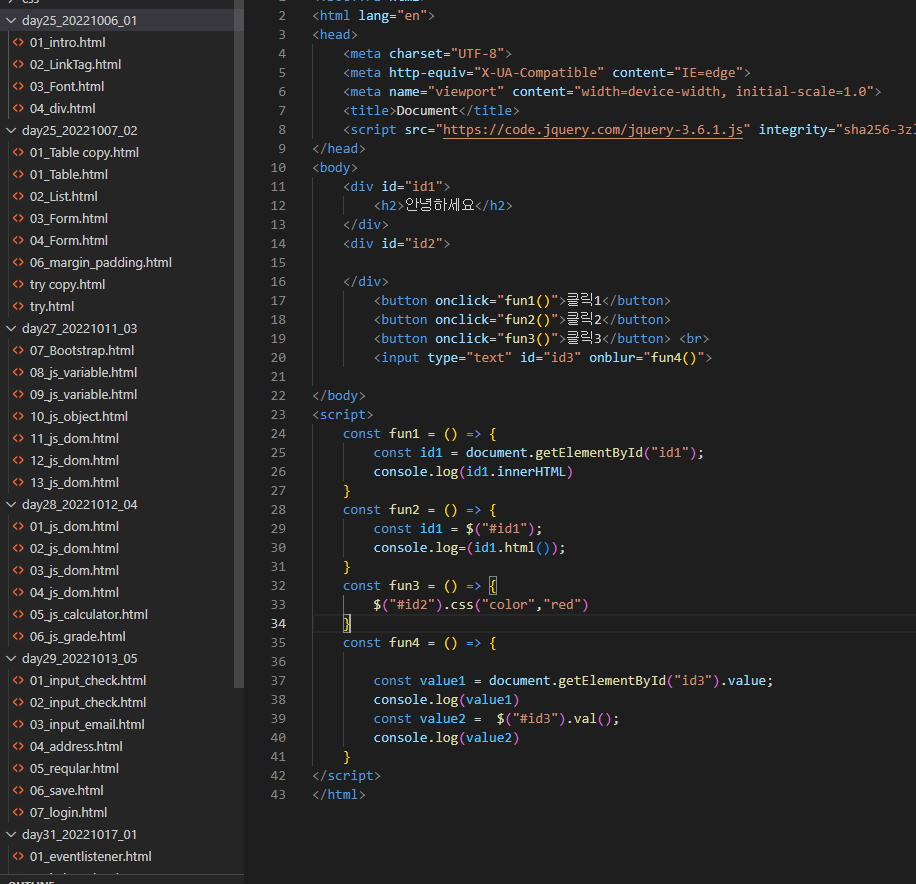 day25_20221006_01
01_intro.html
02_LinkTag.html
03_Font.html
04_div.html
day25_20221007_02
01_Table copy.html
01_Table.html
02_List.html
03_Form.html
04_Form.html
06_margin_padding.html
try copy.html
try.html
day27_20221011_03
07_Bootstrap.html
08_js_variable.html
09_js_variable.html
10_js_object.html
11_js_dom.html
12_js_dom.html
13_js_dom.html
day28_20221012_04
01_js_dom.html
02_js_dom.html
03_js_dom.html
04_js_dom.html
05_js_calculator.html
06_js_grade.html
day29_20221013_05
01_input_check.html
02_input_check.html
03_input_email.html
04_address.html
05_reqular.html
06_save.html
07_login.html
day31_20221017_01
01_eventlistener.html
2 <html lang="en">
3 <head>
4 <meta charset="UTF-8">
5 <meta http-equiv="X-UA-Compatible" content="IE=edge">
6 <meta name="viewport" content="width=device-width, initial-scale=1.0">
7 <title>Document</title>
8 <script src="https://code.jquery.com/jquery-3.6.1.js" integrity="sha256-3zl
9 </head>
10 <body>
11 <div id="id1">
12 <h2>안녕하세요</h2>
13 </div>
14 <div id="id2">
15
16 </div>
17 <button onclick="fun1()">클릭1</button>
18 <button onclick="fun2()">클릭2</button>
19 <button onclick="fun3()">클릭3</button> <br>
20 <input type="text" id="id3" onblur="fun4()">
21
22 </body>
23 <script>
24 const fun1 = () => {
25 const id1 = document.getElementById("id1");
26 console.log(id1.innerHTML)
27 }
28 const fun2 = () => {
29 const id1 = $("#id1");
30 console.log=(id1.html());
31 }
32 const fun3 = () => {
33 $("#id2").css("color","red")
34 }
35 const fun4 = () => {
36
37 const value1 = document.getElementById("id3").value;
38 console.log(value1)
39 const value2 =  $("#id3").val();
40 console.log(value2)
41 }
42 </script>
43 </html>